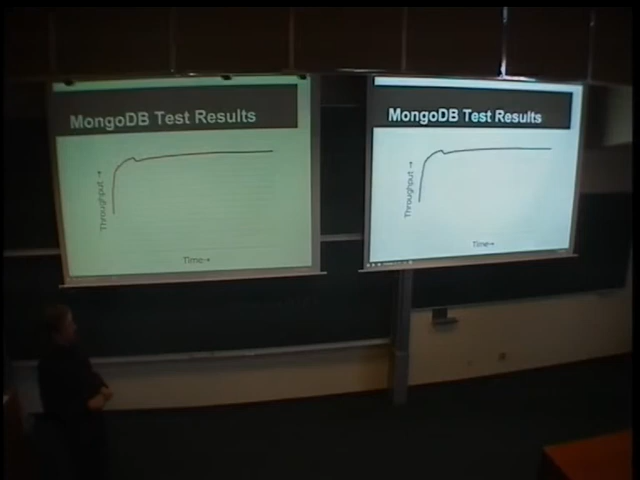 MongoDB Test Results
Throughput →
Time→
MongoDB Test Results
Throughput →
Time→